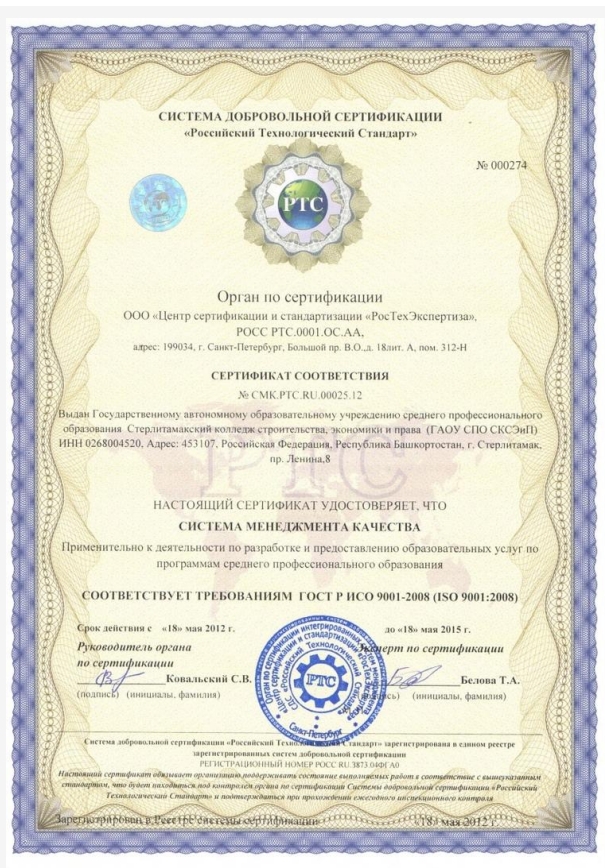 СИСТЕМА ДОБРОВОЛЬНОЙ СЕРТИФИКАЦИИ
«Российский Технологический Стандарт»
№ 000274
РТС
Орган по сертификации
ООО «Центр сертификации и стандартизации «РосТехЭкспертиза»,
РОСС РТС.0001.ОС.АА,
адрес: 199034, г. Санкт-Петербург, Большой пр. В.О.,д. 18лит. А, пом. 312-Н
СЕРТИФИКАТ СООТВЕТСТВИЯ
№ СМК.РТС.RU.00025.12
Выдан Государственному автономному образовательному учреждению среднего профессионального
образования Стерлитамакский колледж строительства, экономики и права (ГАОУ СПО СКСЭиП)
ИНН 0268004520, Адрес: 453107, Российская Федерация, Республика Башкортостан, г. Стерлитамак,
пр. Ленина,8
РТС
НАСТОЯЩИЙ СЕРТИФИКАТ УДОСТОВЕРЯЕТ, ЧТО
СИСТЕМА МЕНЕДЖМЕНТА КАЧЕСТВА
Применительно к деятельности по разработке и предоставлению образовательных услуг по
программам среднего профессионального образования
СООТВЕТСТВУЕТ ТРЕБОВАНИЯМ ГОСТ Р ИСО 9001-2008 (ISO 9001:2008)
Срок действия с «18» мая 2012 г. до «18» мая 2015 г.
Руководитель органа Эксперт по сертификации
по сертификации
Ковальский С.В. Белова Т.А.
(подпись) (инициалы, фамилия) (инициалы, фамилия)
РТС
Санкт-Петербург
Система добровольной сертификации «Российский Технологический Стандарт» зарегистрирована в едином реестре
зарегистрированных систем добровольной сертификации
РЕГИСТРАЦИОННЫЙ НОМЕР РОСС RU.3873.04ФГА0
Настоящий сертификат обязывает организацию поддерживать состояние выполняемых работ в соответствие с вышеуказанным
стандартом, что будет находиться под контролем органа по сертификации Системы добровольной сертификации «Российский
Технологический Стандарт» и подтверждаться при прохождении ежегодного инспекционного контроля
Зарегистрирован в Реестре системы сертификации «18» мая 2012 г.